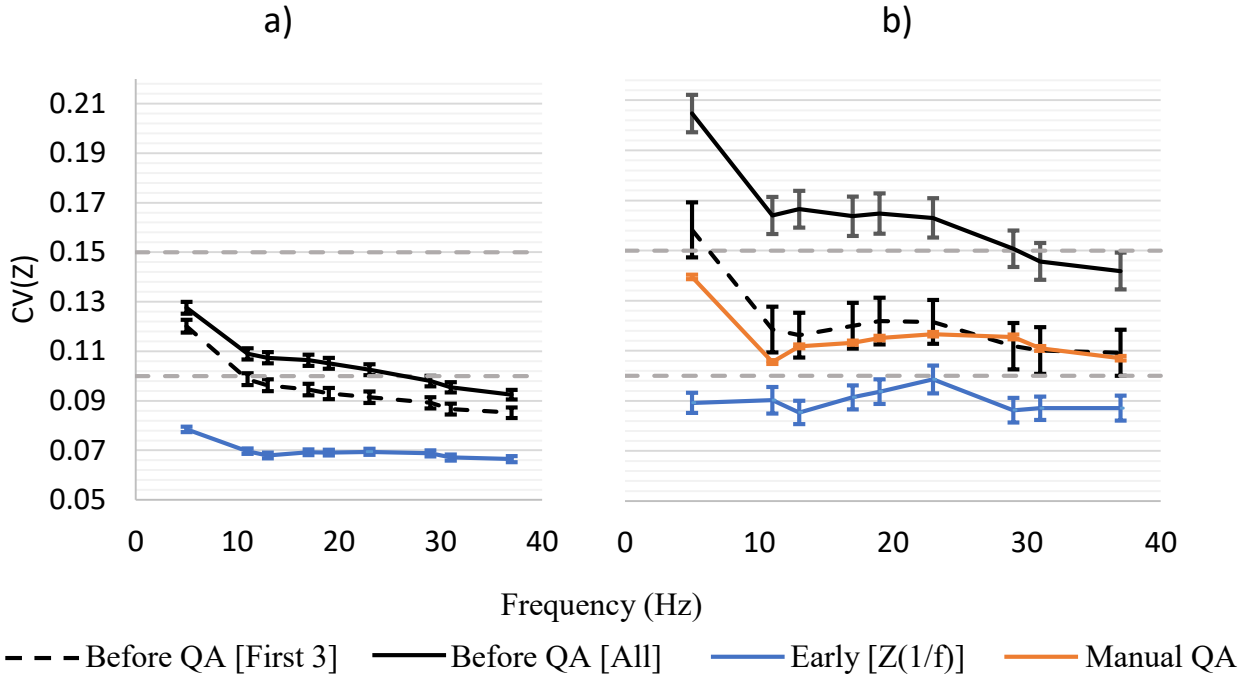 a) b)
0.21
0.19
0.17
0.15
0.13
0.11
0.09
0.07
0.05
CV(Z)
0 10 20 30 40 0 10 20 30 40
Frequency (Hz)
Before QA [First 3] Before QA [All] Early [Z(1/f)] Manual QA